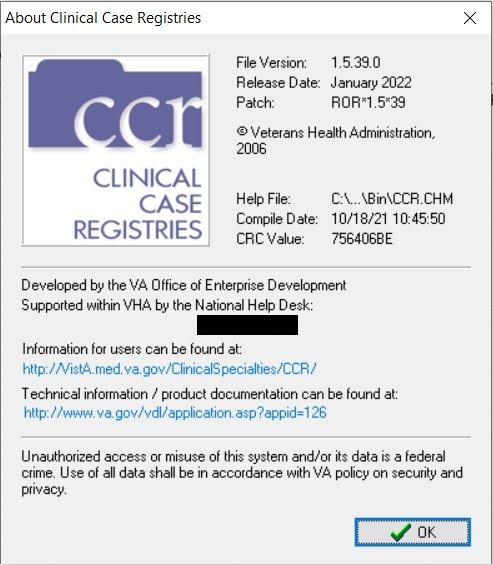 About Clinical Case Registries
ccr
CLINICAL
CASE
REGISTRIES
File Version: 1.5.39.0
Release Date: January 2022
Patch: ROR*1.5*39
© Veterans Health Administration,
2006
Help File: C:\...\Bin\CCR.CHM
Compile Date: 10/18/21 10:45:50
CRC Value: 756406BE
Developed by the VA Office of Enterprise Development
Supported within VHA by the National Help Desk:
Information for users can be found at:
http://VistA.med.va.gov/ClinicalSpecialties/CCR/
Technical information / product documentation can be found at:
http://www.va.gov/vdl/application.asp?appid=126
Unauthorized access or misuse of this system and/or its data is a federal
crime. Use of all data shall be in accordance with VA policy on security and
privacy.
OK